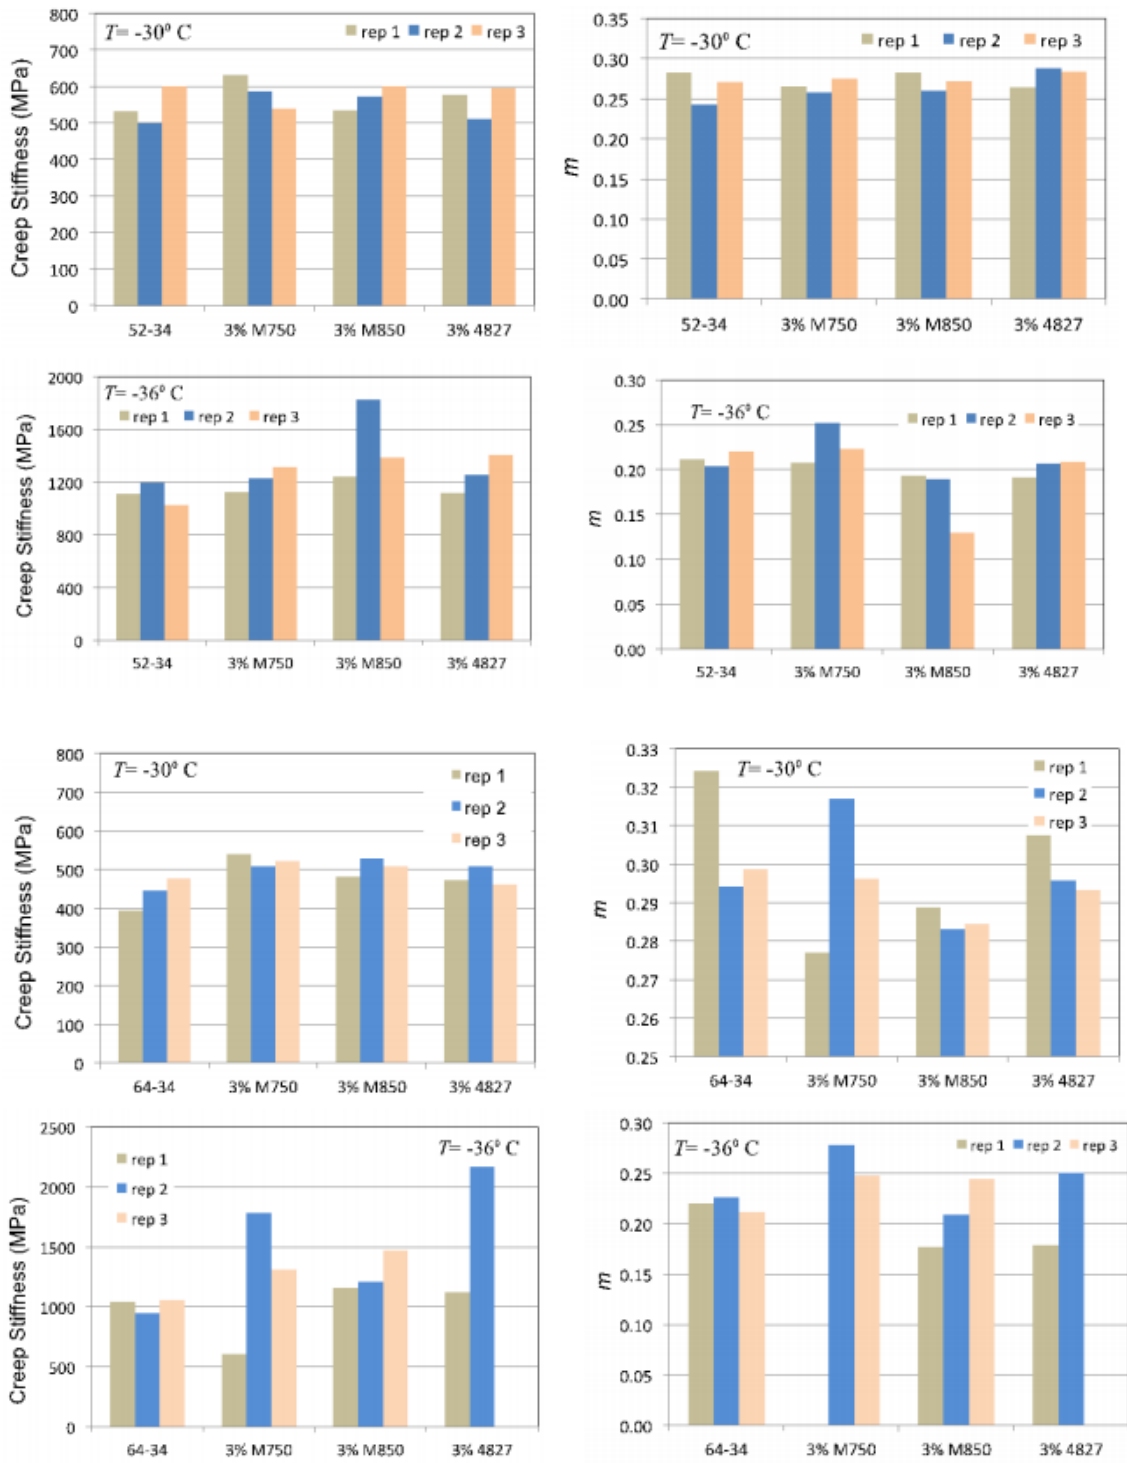 800
700
600
500
400
300
200
100
0
Creep Stiffness (MPa)
T= -30⁰ C
rep 1 rep 2 rep 3
52-34 3% M750 3% M850 3% 4827
0.35
0.30
0.25
0.20
0.15
0.10
0.05
0.00
m
T= -30⁰ C
rep 1 rep 2 rep 3
52-34 3% M750 3% M850 3% 4827
2000
1600
1200
800
400
0
Creep Stiffness (MPa)
T= -36⁰ C
rep 1 rep 2 rep 3
52-34 3% M750 3% M850 3% 4827
0.30
0.25
0.20
0.15
0.10
0.05
0.00
m
T= -36⁰ C
rep 1 rep 2 rep 3
52-34 3% M750 3% M850 3% 4827
800
700
600
500
400
300
200
100
0
Creep Stiffness (MPa)
T= -30⁰ C
rep 1
rep 2
rep 3
64-34 3% M750 3% M850 3% 4827
0.33
0.32
0.31
0.30
0.29
0.28
0.27
0.26
0.25
m
T= -30⁰ C
rep 1
rep 2
rep 3
64-34 3% M750 3% M850 3% 4827
2500
2000
1500
1000
500
0
Creep Stiffness (MPa)
T= -36⁰ C
rep 1
rep 2
rep 3
64-34 3% M750 3% M850 3% 4827
0.30
0.25
0.20
0.15
0.10
0.05
0.00
m
T= -36⁰ C
rep 1 rep 2 rep 3
64-34 3% M750 3% M850 3% 4827